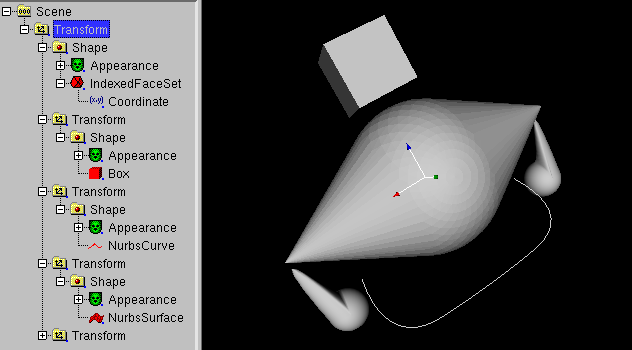 Scene
Transform
Shape
Appearance
IndexedFaceSet
(x,y) Coordinate
Transform
Shape
Appearance
Box
Transform
Shape
Appearance
NurbsCurve
Transform
Shape
Appearance
NurbsSurface
Transform